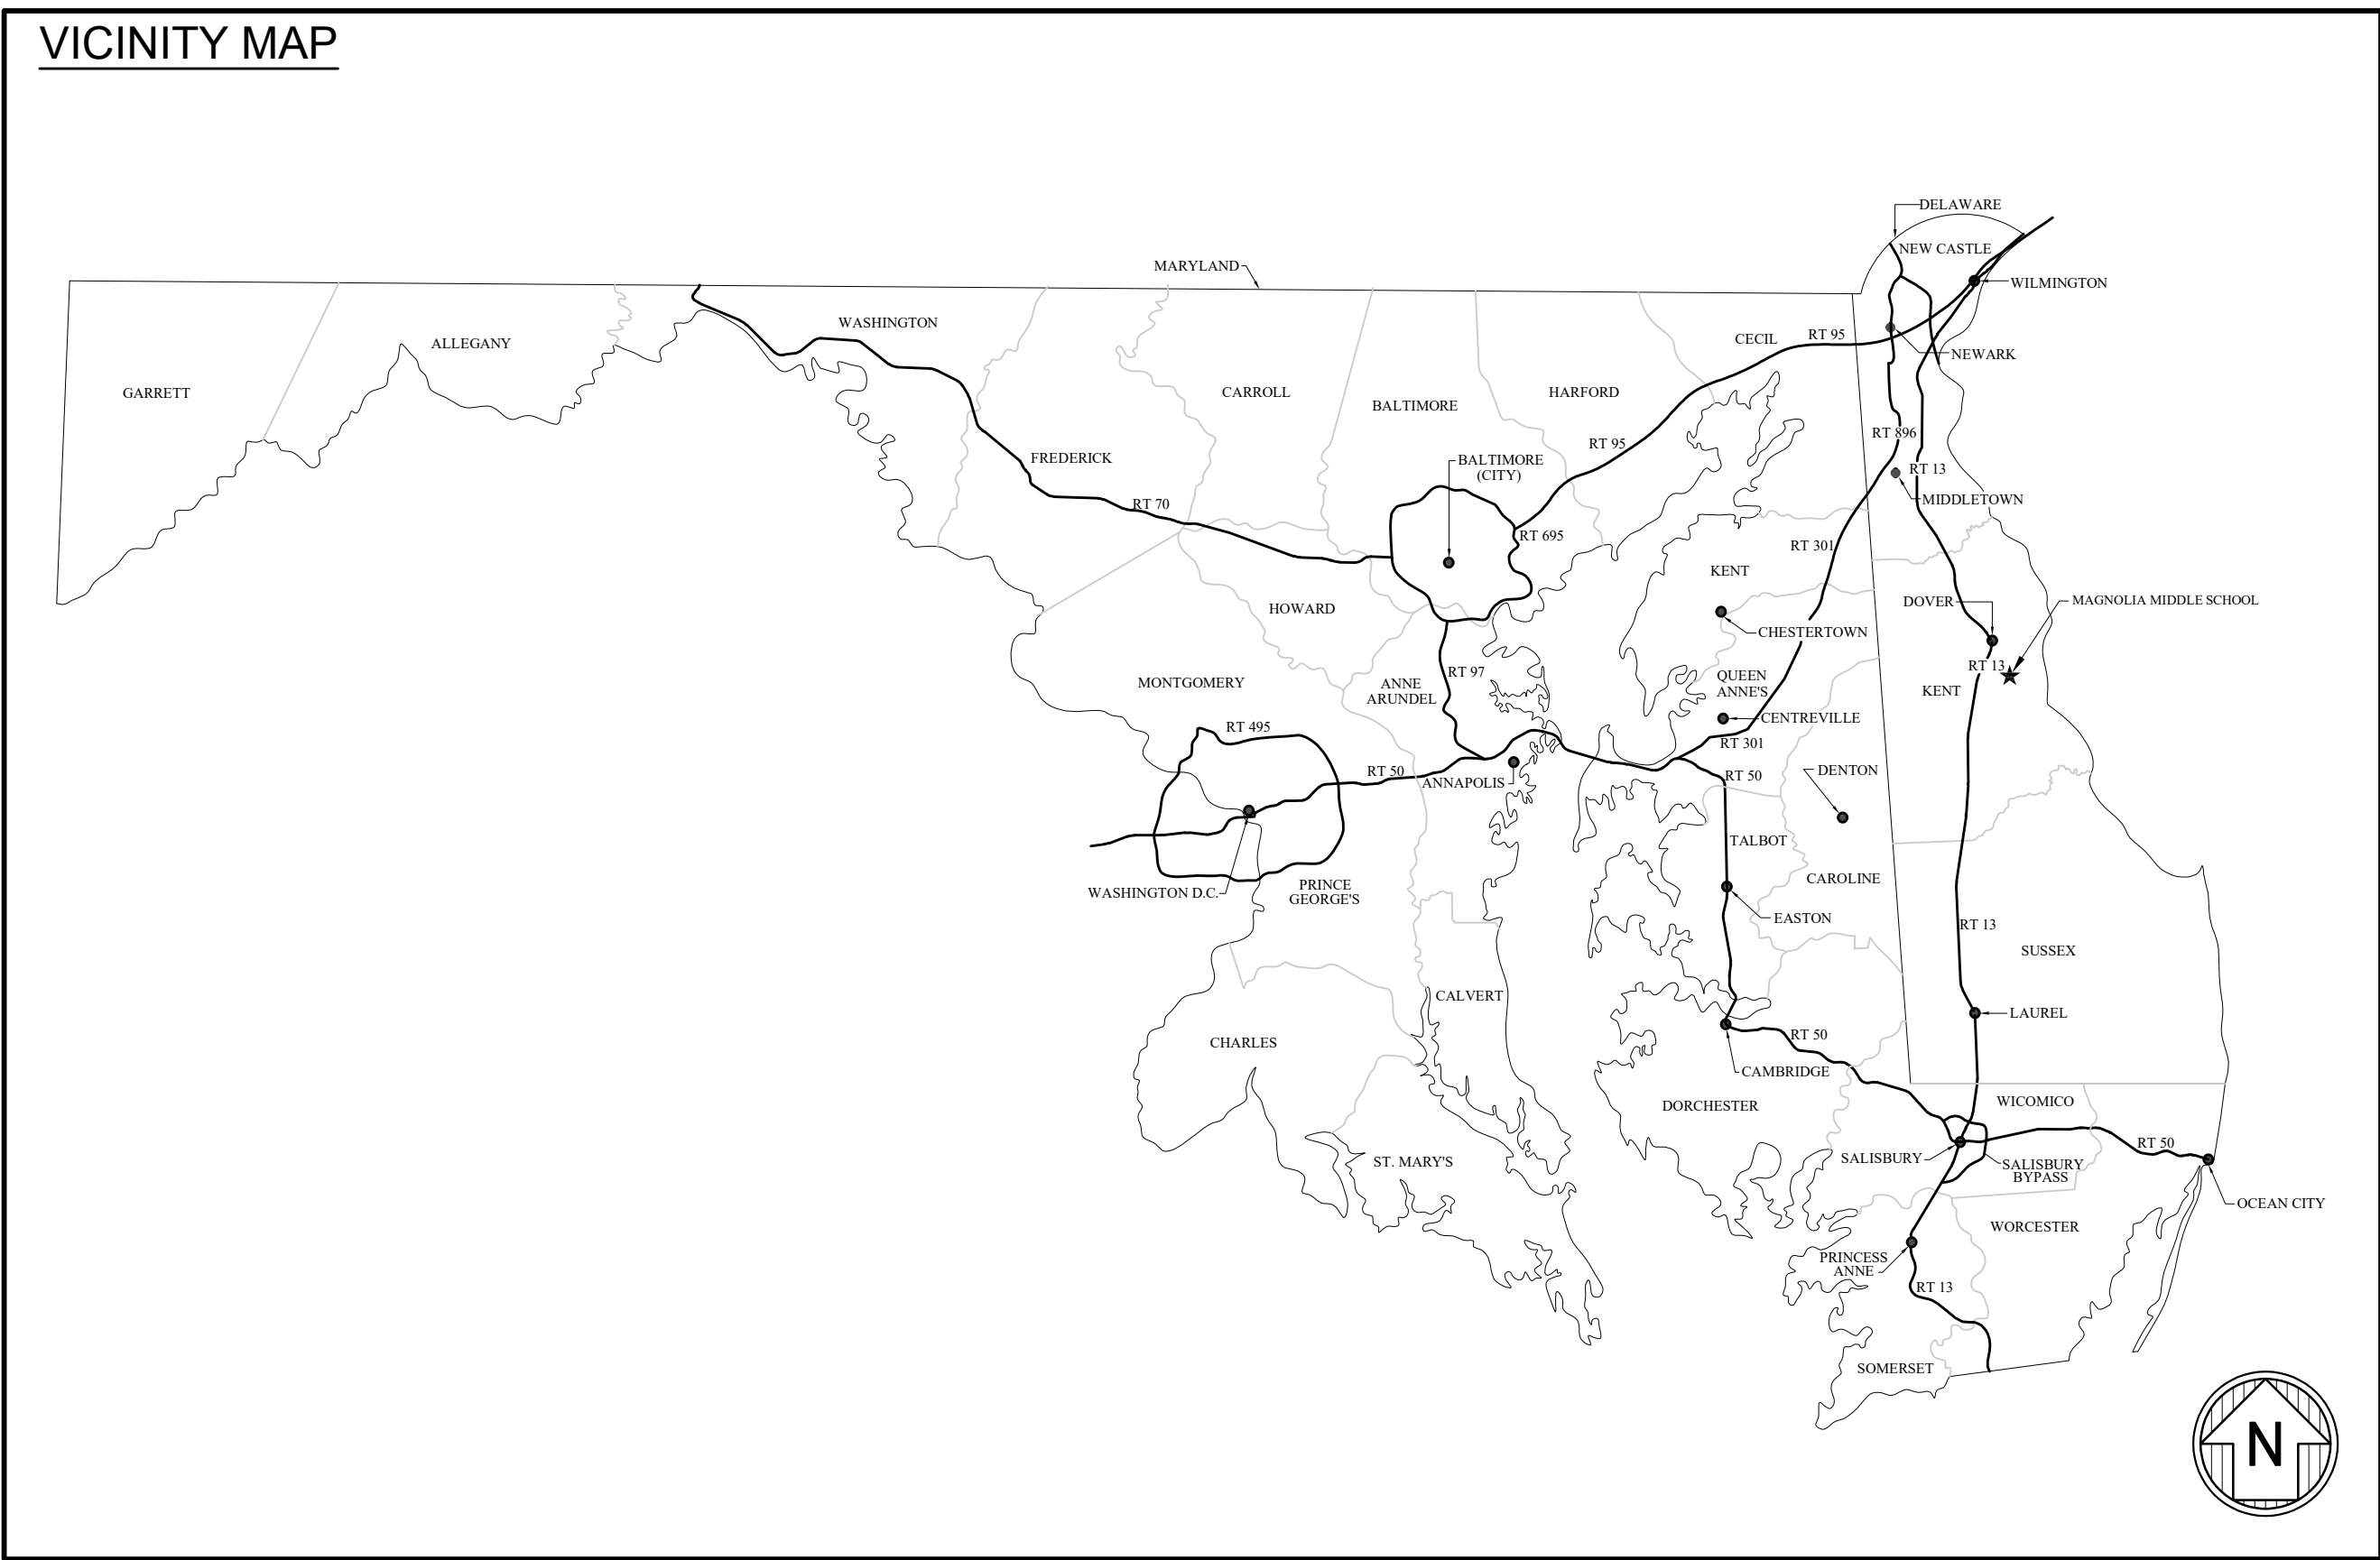 VICINITY MAP
DELAWARE
NEW CASTLE
MARYLAND
WILMINGTON
WASHINGTON
CECIL
RT 95
ALLEGANY
NEWARK
GARRETT
CARROLL
HARFORD
BALTIMORE
RT 896
RT 95
FREDERICK
BALTIMORE
(CITY)
RT 13
MIDDLETOWN
RT 70
RT 695
RT 301
KENT
HOWARD
DOVER
MAGNOLIA MIDDLE SCHOOL
CHESTERTOWN
RT 13
RT 97
QUEEN
ANNE'S
MONTGOMERY
ANNE
ARUNDEL
KENT
CENTREVILLE
RT 495
RT 301
RT 50
RT 50
DENTON
ANNAPOLIS
TALBOT
CAROLINE
WASHINGTON D.C.
PRINCE
GEORGE'S
EASTON
RT 13
SUSSEX
CALVERT
LAUREL
RT 50
CHARLES
CAMBRIDGE
DORCHESTER
WICOMICO
RT 50
SALISBURY
ST. MARY'S
SALISBURY
BYPASS
OCEAN CITY
WORCESTER
PRINCESS
ANNE
RT 13
SOMERSET
N